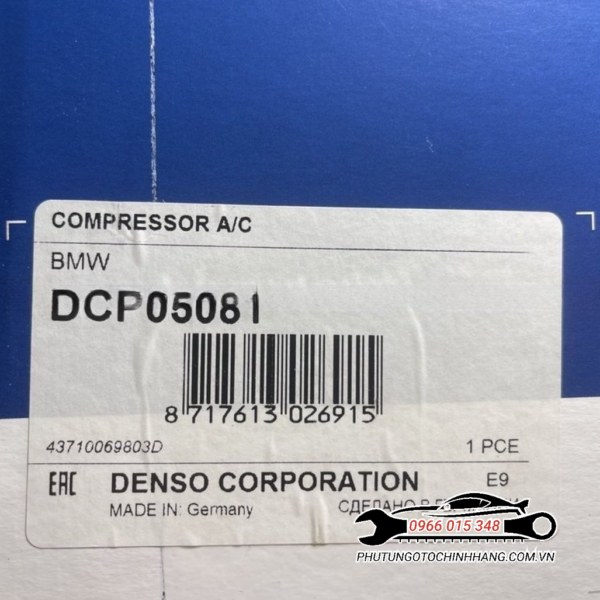 COMPRESSOR A/C
BMW
DCP05081
8 717613 026915
43710069803D 1 PCE
EAC DENSO CORPORATION E9
MADE IN: Germany СДЕЛАНО В
0966 015 348
PHUTUNGOTOCHINHHANG.COM.VN